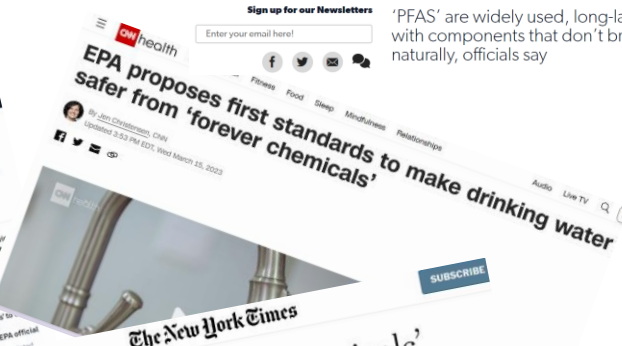 Sign up for our Newsletters
Enter your email here!
'PFAS' are widely used, long-la
with components that don't br
naturally, officials say
CNN health
Fitness Food Sleep Mindfulness Relationships
Audio Live TV
EPA proposes first standards to make drinking water
safer from 'forever chemicals'
By Jen Christensen, CNN
Updated 3:53 PM EDT, Wed March 15, 2023
CNN health
SUBSCRIBE
The New York Times
EPA official